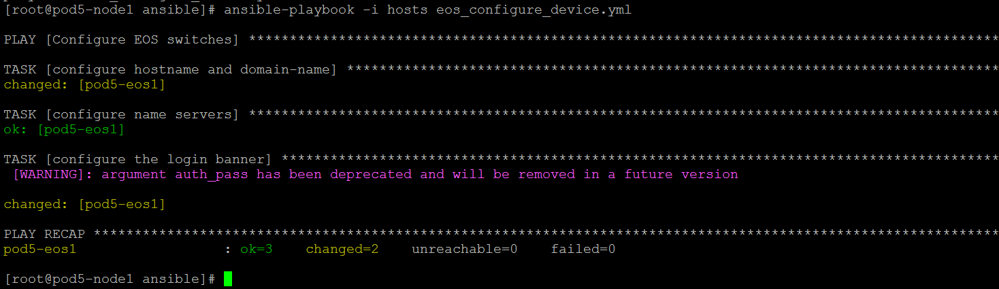 [root@pod5-node1 ansible]# ansible-playbook -i hosts eos_configure_device.yml
PLAY [Configure EOS switches] ********************************************************************************************
TASK [configure hostname and domain-name] ********************************************************************************
changed: [pod5-eos1]
TASK [configure name servers] ********************************************************************************************
ok: [pod5-eos1]
TASK [configure the login banner] ****************************************************************************************
[WARNING]: argument auth_pass has been deprecated and will be removed in a future version
changed: [pod5-eos1]
PLAY RECAP ***************************************************************************************************************
pod5-eos1 : ok=3 changed=2 unreachable=0 failed=0
[root@pod5-node1 ansible]#